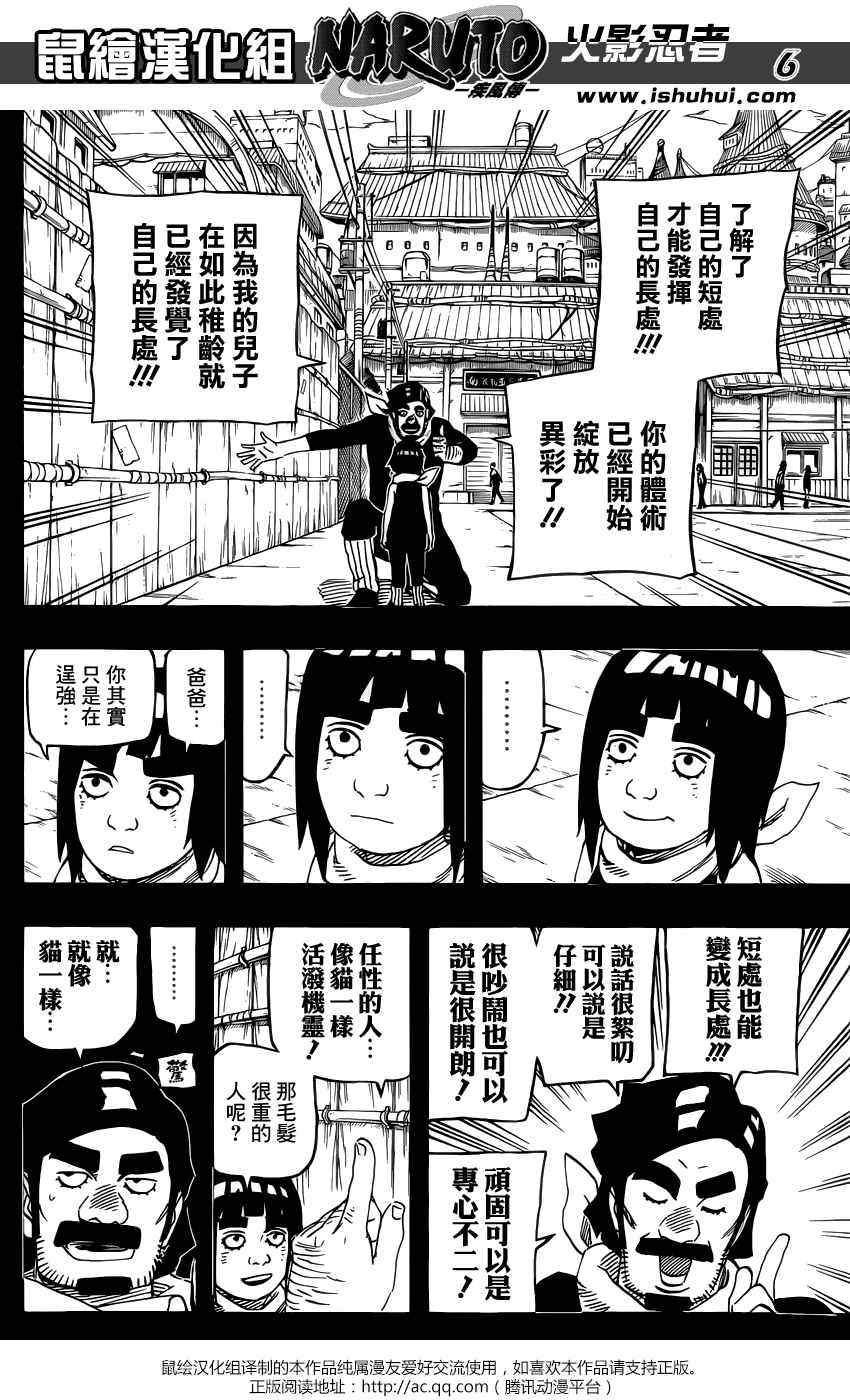 鼠繪漢化組
NARUTO
—疾風傳—
火影忍者
6
www.ishuhui.com
了解了
自己的短處
才能發揮
自己的長處!!!
你的體術
已經開始
綻放
異彩了!!
因為我的兒子
在如此稚齡就
已經發覺了
自己的長處!!!
爸爸…
你其實
只是在
逞強…
短處也能
變成長處!!!
說話很絮叨
可以說是
仔細!!
很吵鬧也可以
說是很開朗！
頑固可以是
專心不二！
任性的人…
像貓一樣
活潑機靈！
那毛髮
很重的
人呢？
驚
就…
就像
貓一樣…
鼠绘汉化组译制的本作品纯属漫友爱好交流使用，如喜欢本作品请支持正版。
正版阅读地址：http://ac.qq.com（腾讯动漫平台）